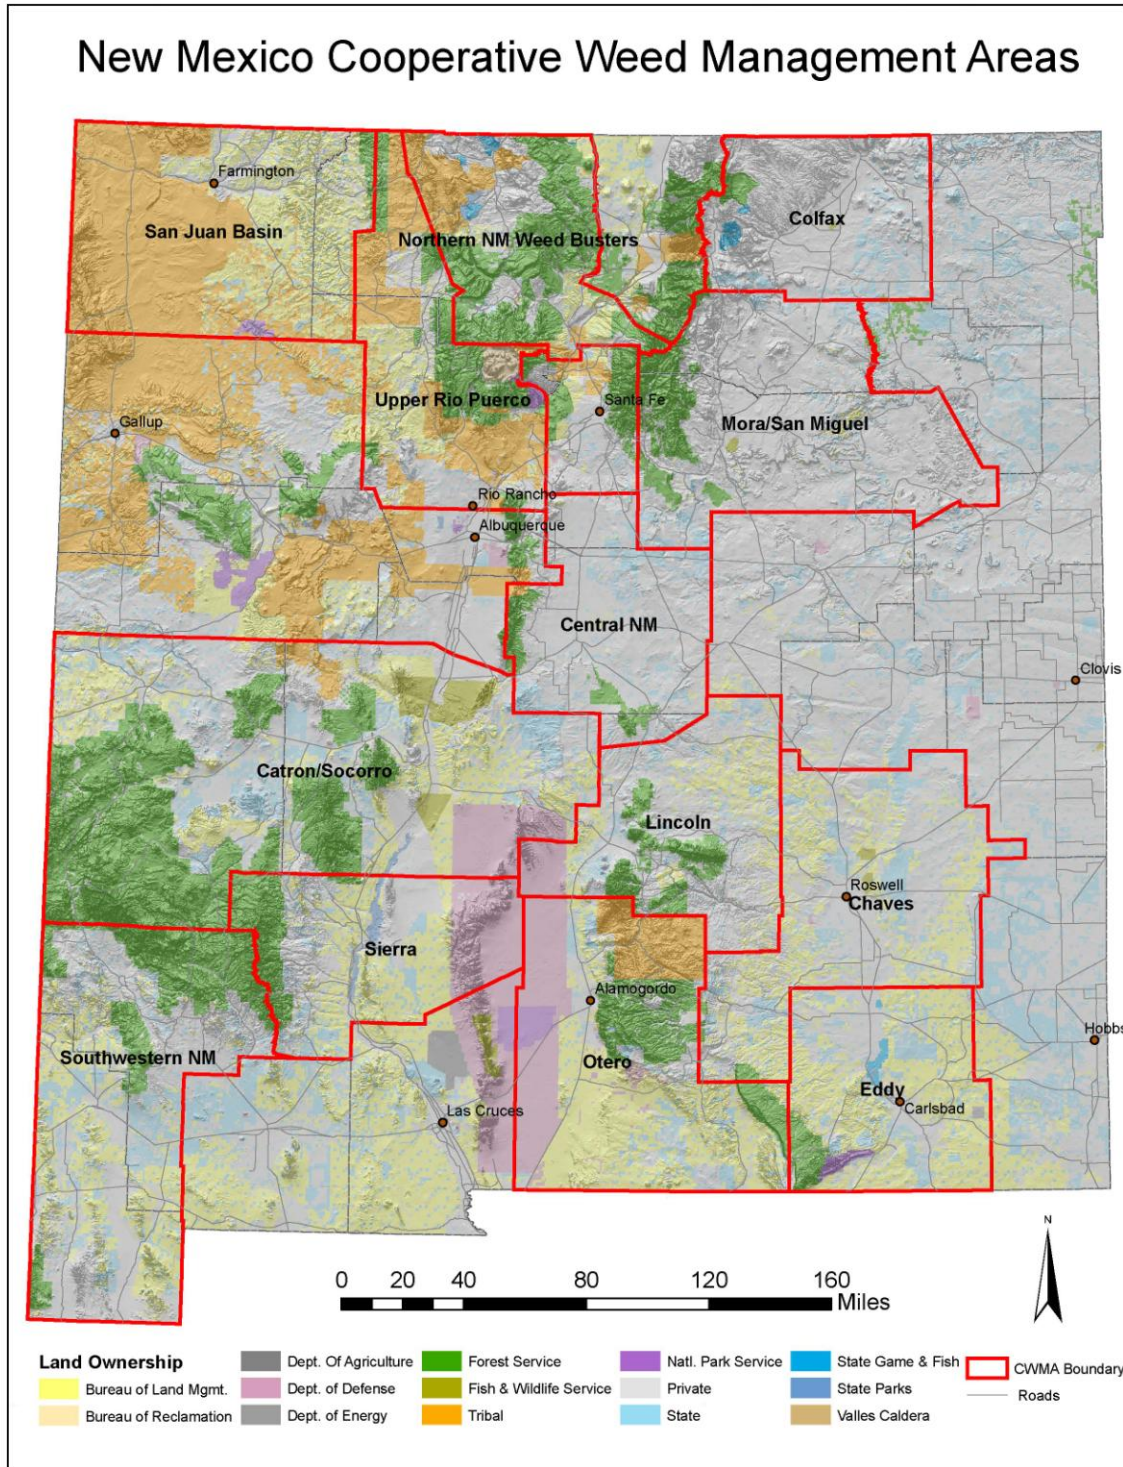 New Mexico Cooperative Weed Management Areas
Farmington
San Juan Basin
Northern NM Weed Busters
Colfax
Gallup
Upper Rio Puerco
Santa Fe
Mora/San Miguel
Rio Rancho
Albuquerque
Central NM
Clovis
Catron/Socorro
Lincoln
Roswell
Chaves
Sierra
Alamogordo
Southwestern NM
Otero
Hobbs
Eddy
Carlsbad
Las Cruces
N
0 20 40 80 120 160
Miles
Land Ownership
Bureau of Land Mgmt.
Bureau of Reclamation
Dept. Of Agriculture
Dept. of Defense
Dept. of Energy
Forest Service
Fish & Wildlife Service
Tribal
Natl. Park Service
Private
State
State Game & Fish
State Parks
Valles Caldera
CWMA Boundary
Roads